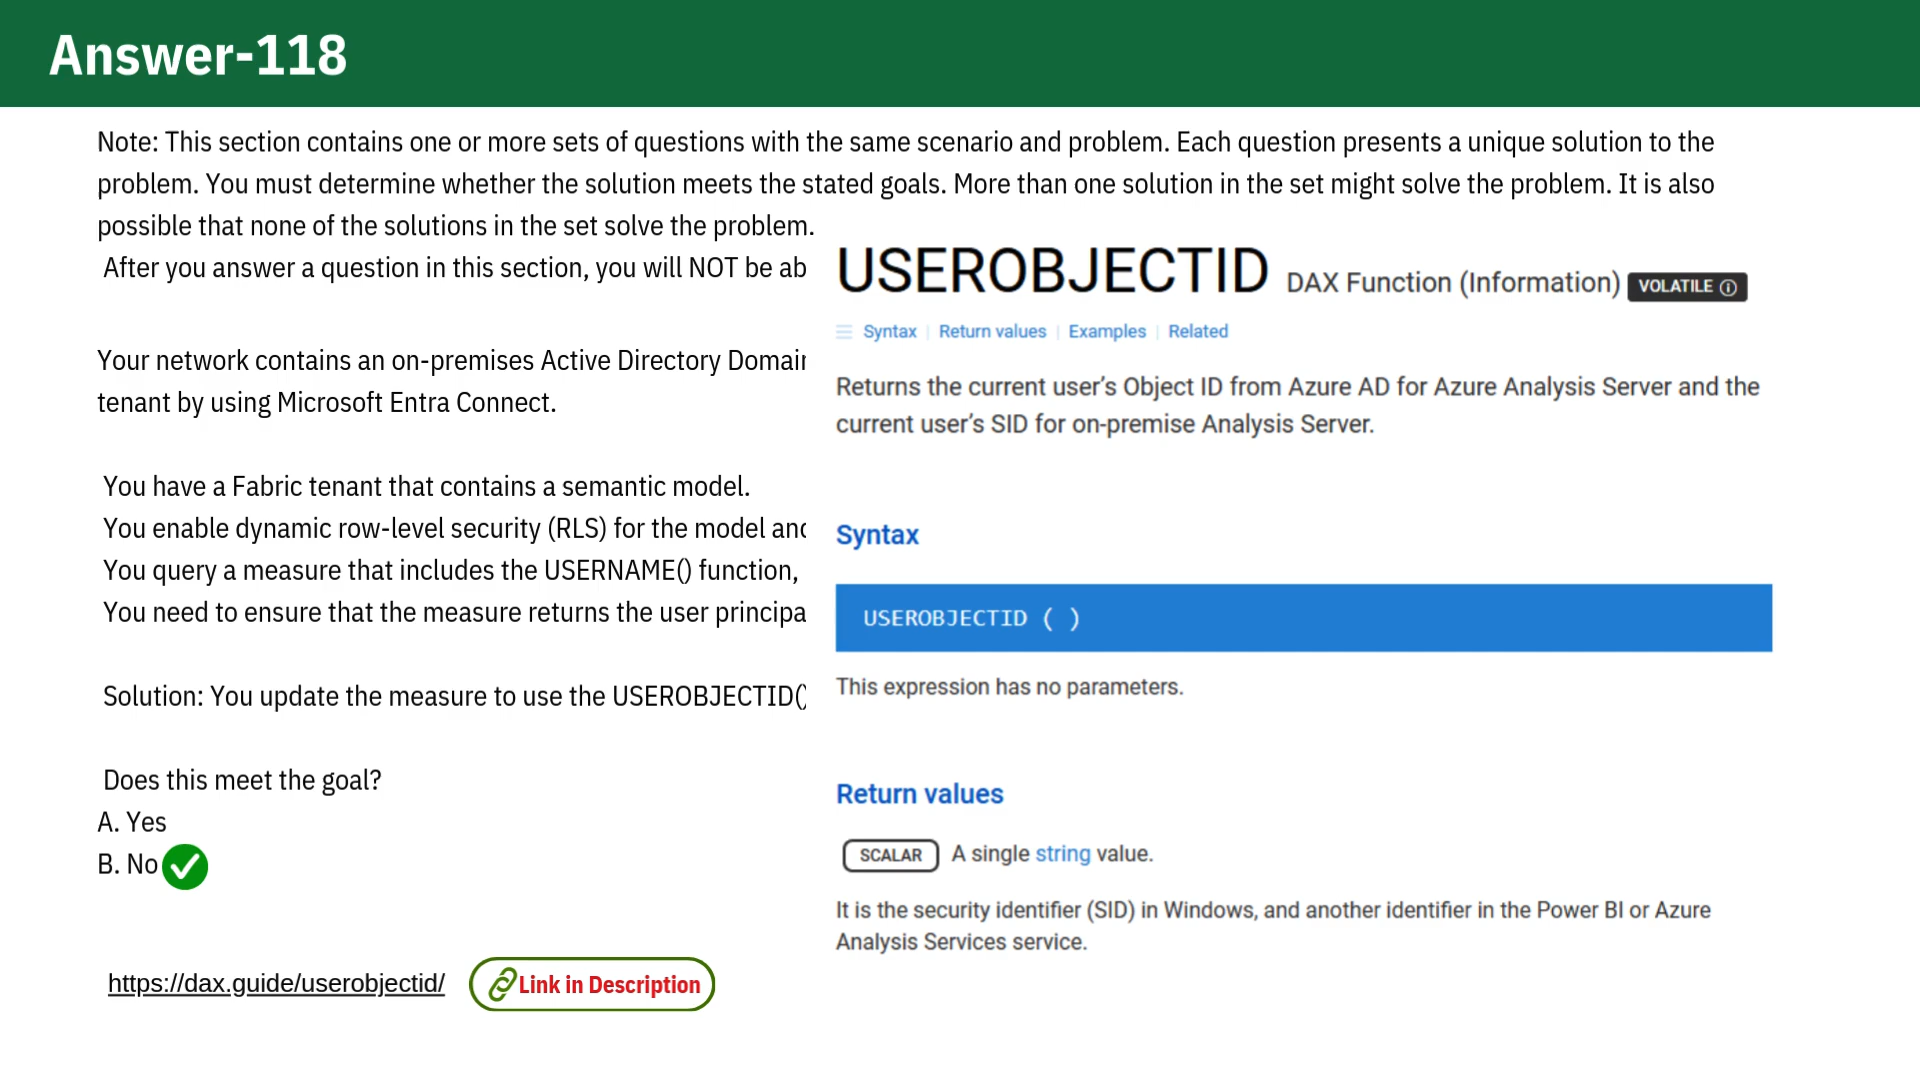 Answer-118
Note: This section contains one or more sets of questions with the same scenario and problem. Each question presents a unique solution to the
problem. You must determine whether the solution meets the stated goals. More than one solution in the set might solve the problem. It is also
possible that none of the solutions in the set solve the problem.
After you answer a question in this section, you will NOT be ab
Your network contains an on-premises Active Directory Domain
tenant by using Microsoft Entra Connect.
You have a Fabric tenant that contains a semantic model.
You enable dynamic row-level security (RLS) for the model and
You query a measure that includes the USERNAME() function,
You need to ensure that the measure returns the user principa
Solution: You update the measure to use the USEROBJECTID()
Does this meet the goal?
A. Yes
B. No
https://dax.guide/userobjectid/
Link in Description
USEROBJECTID DAX Function (Information) VOLATILE
Syntax | Return values | Examples | Related
Returns the current user’s Object ID from Azure AD for Azure Analysis Server and the
current user’s SID for on-premise Analysis Server.
Syntax
USEROBJECTID ( )
This expression has no parameters.
Return values
SCALAR A single string value.
It is the security identifier (SID) in Windows, and another identifier in the Power BI or Azure
Analysis Services service.